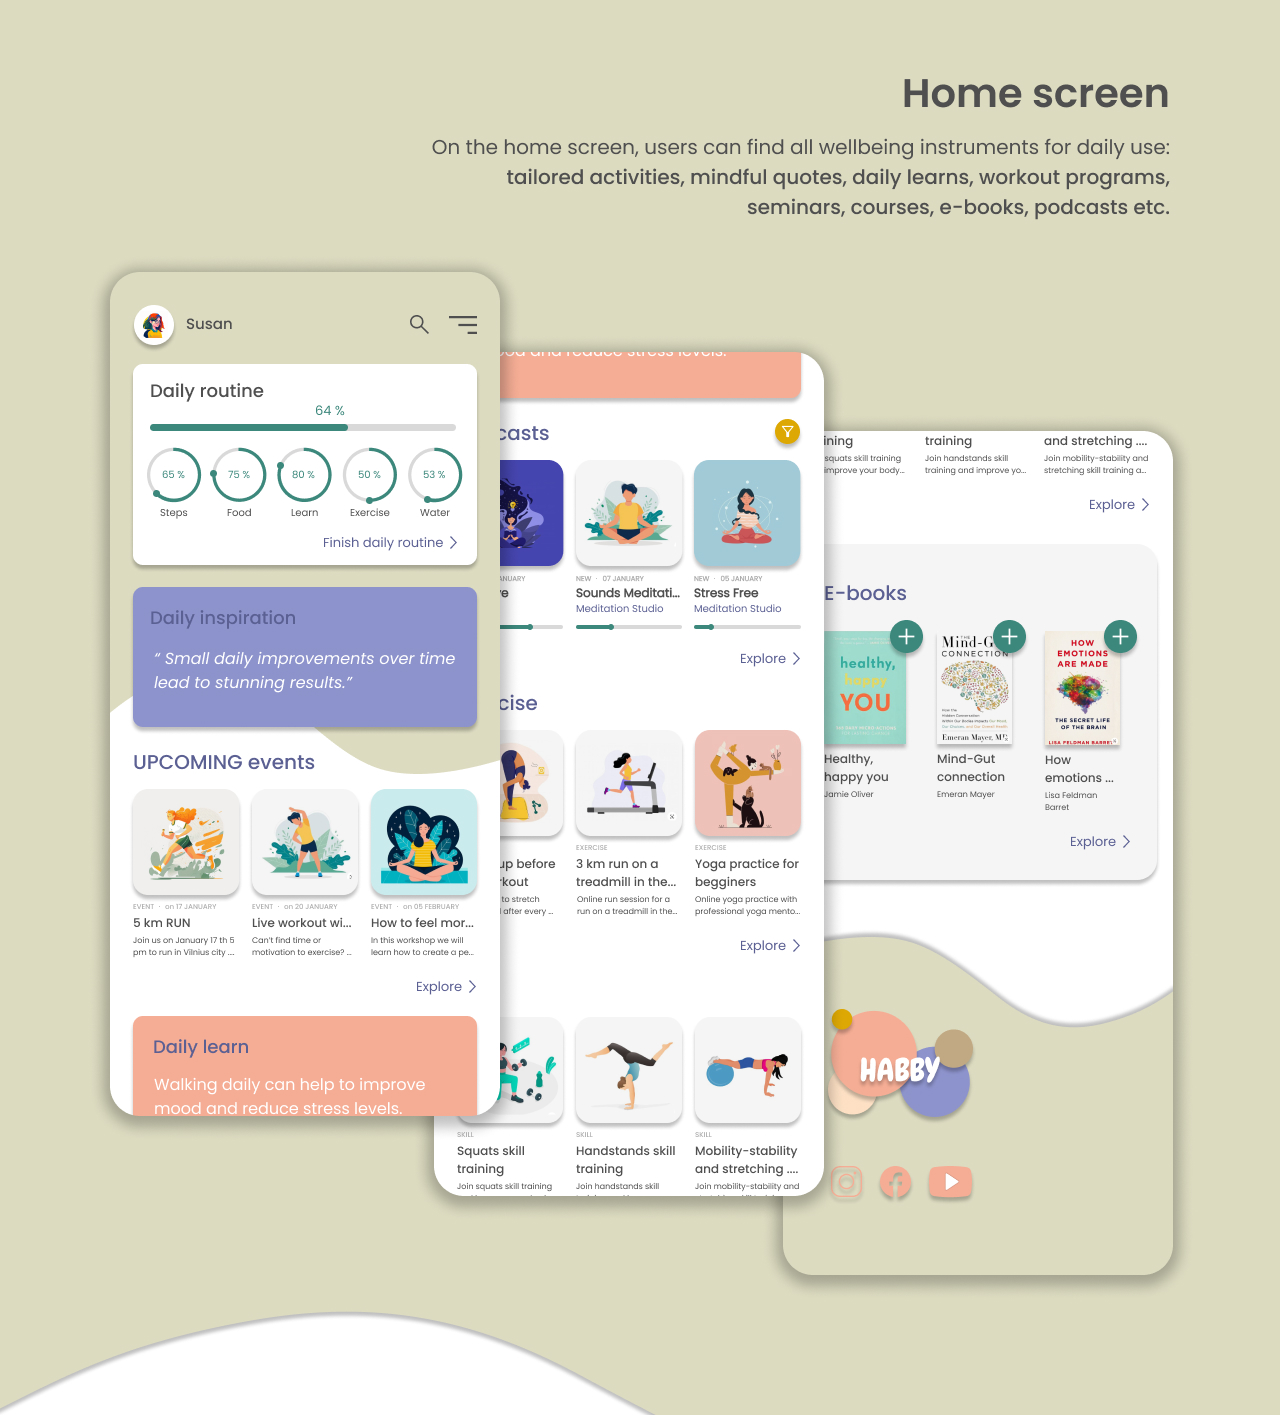 Home screen
On the home screen, users can find all wellbeing instruments for daily use:
tailored activities, mindful quotes, daily learns, workout programs,
seminars, courses, e-books, podcasts etc.
Susan
Daily routine
64 %
65 % 75 % 80 % 50 % 53 %
Steps Food Learn Exercise Water
Finish daily routine
Daily inspiration
“ Small daily improvements over time
lead to stunning results.”
UPCOMING events
EVENT · on 17 JANUARY
5 km RUN
Join us on January 17 th 5
pm to run in Vilnius city ...
EVENT · on 20 JANUARY
Live workout wi...
Can't find time or
motivation to exercise? ...
EVENT · on 05 FEBRUARY
How to feel mor...
In this workshop we will
learn how to create a pe...
Explore
Daily learn
Walking daily can help to improve
mood and reduce stress levels.
ood and reduce stress levels.
casts
ANUARY
ve
NEW · 07 JANUARY
Sounds Meditati...
Meditation Studio
NEW · 05 JANUARY
Stress Free
Meditation Studio
Explore
cise
up before
rkout
to stretch
after every ...
EXERCISE
3 km run on a
treadmill in the...
Online run session for a
run on a treadmill in the...
EXERCISE
Yoga practice for
begginers
Online yoga practice with
professional yoga mento...
Explore
SKILL
Squats skill
training
Join squats skill training
SKILL
Handstands skill
training
Join handstands skill
SKILL
Mobility-stability
and stretching ....
Join mobility-stability and
ining
squats skill training
improve your body...
training
Join handstands skill
training and improve yo...
and stretching ....
Join mobility-stability and
stretching skill training a...
Explore
E-books
healthy,
happy
YOU
Healthy,
happy you
Jamie Oliver
Mind-G
CONNECTION
Emeran Mayer, M
Mind-Gut
connection
Emeran Mayer
HOW
EMOTIONS
ARE MADE
THE SECRET LIFE
OF THE BRAIN
LISA FELDMAN BARRET
How
emotions ...
Lisa Feldman
Barret
Explore
HABBY